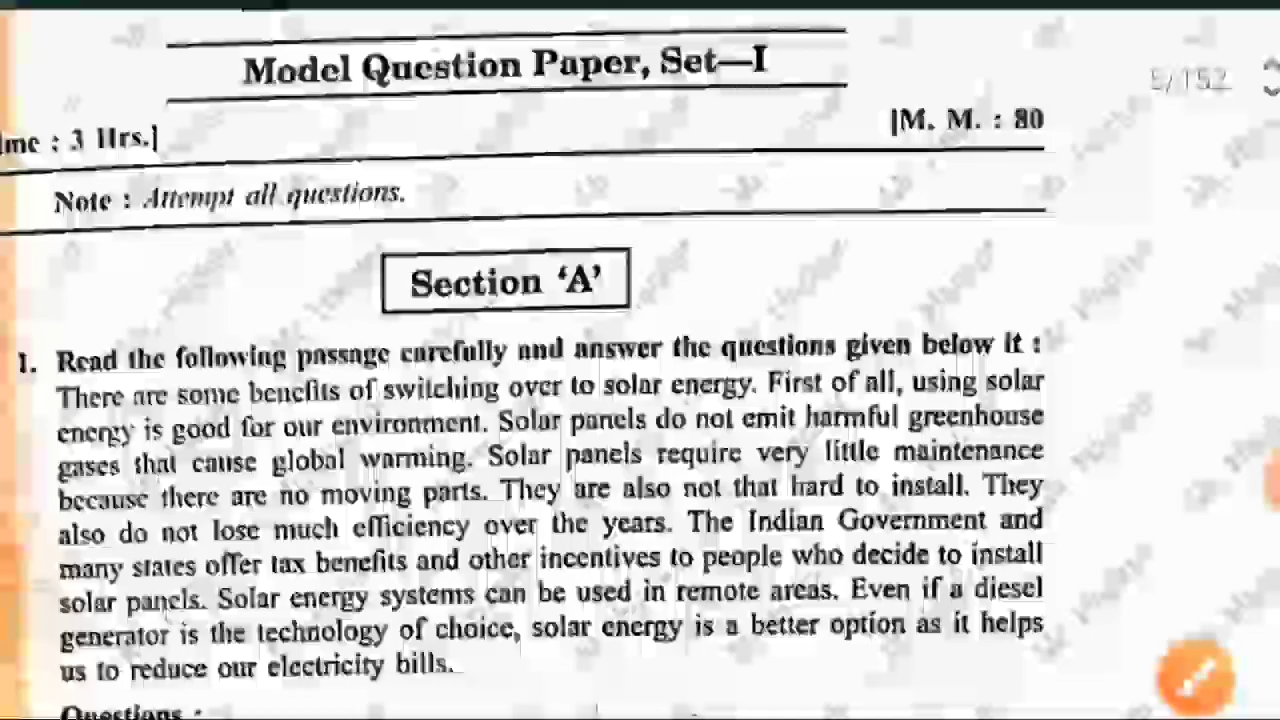 Model Question Paper, Set—I
5/152
ime : 3 Hrs.]
[M. M. : 80
Note : Attempt all questions.
Section ‘A’
1. Read the following passage carefully and answer the questions given below it :
There are some benefits of switching over to solar energy. First of all, using solar
energy is good for our environment. Solar panels do not emit harmful greenhouse
gases that cause global warming. Solar panels require very little maintenance
because there are no moving parts. They are also not that hard to install. They
also do not lose much efficiency over the years. The Indian Government and
many states offer tax benefits and other incentives to people who decide to install
solar panels. Solar energy systems can be used in remote areas. Even if a diesel
generator is the technology of choice, solar energy is a better option as it helps
us to reduce our electricity bills.
Questions :